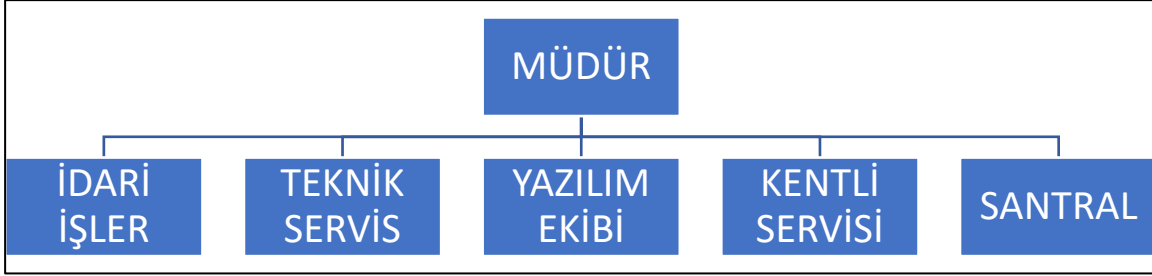 MÜDÜR
İDARİ
İŞLER
TEKNİK
SERVİS
YAZILIM
EKİBİ
KENTLİ
SERVİSİ
SANTRAL